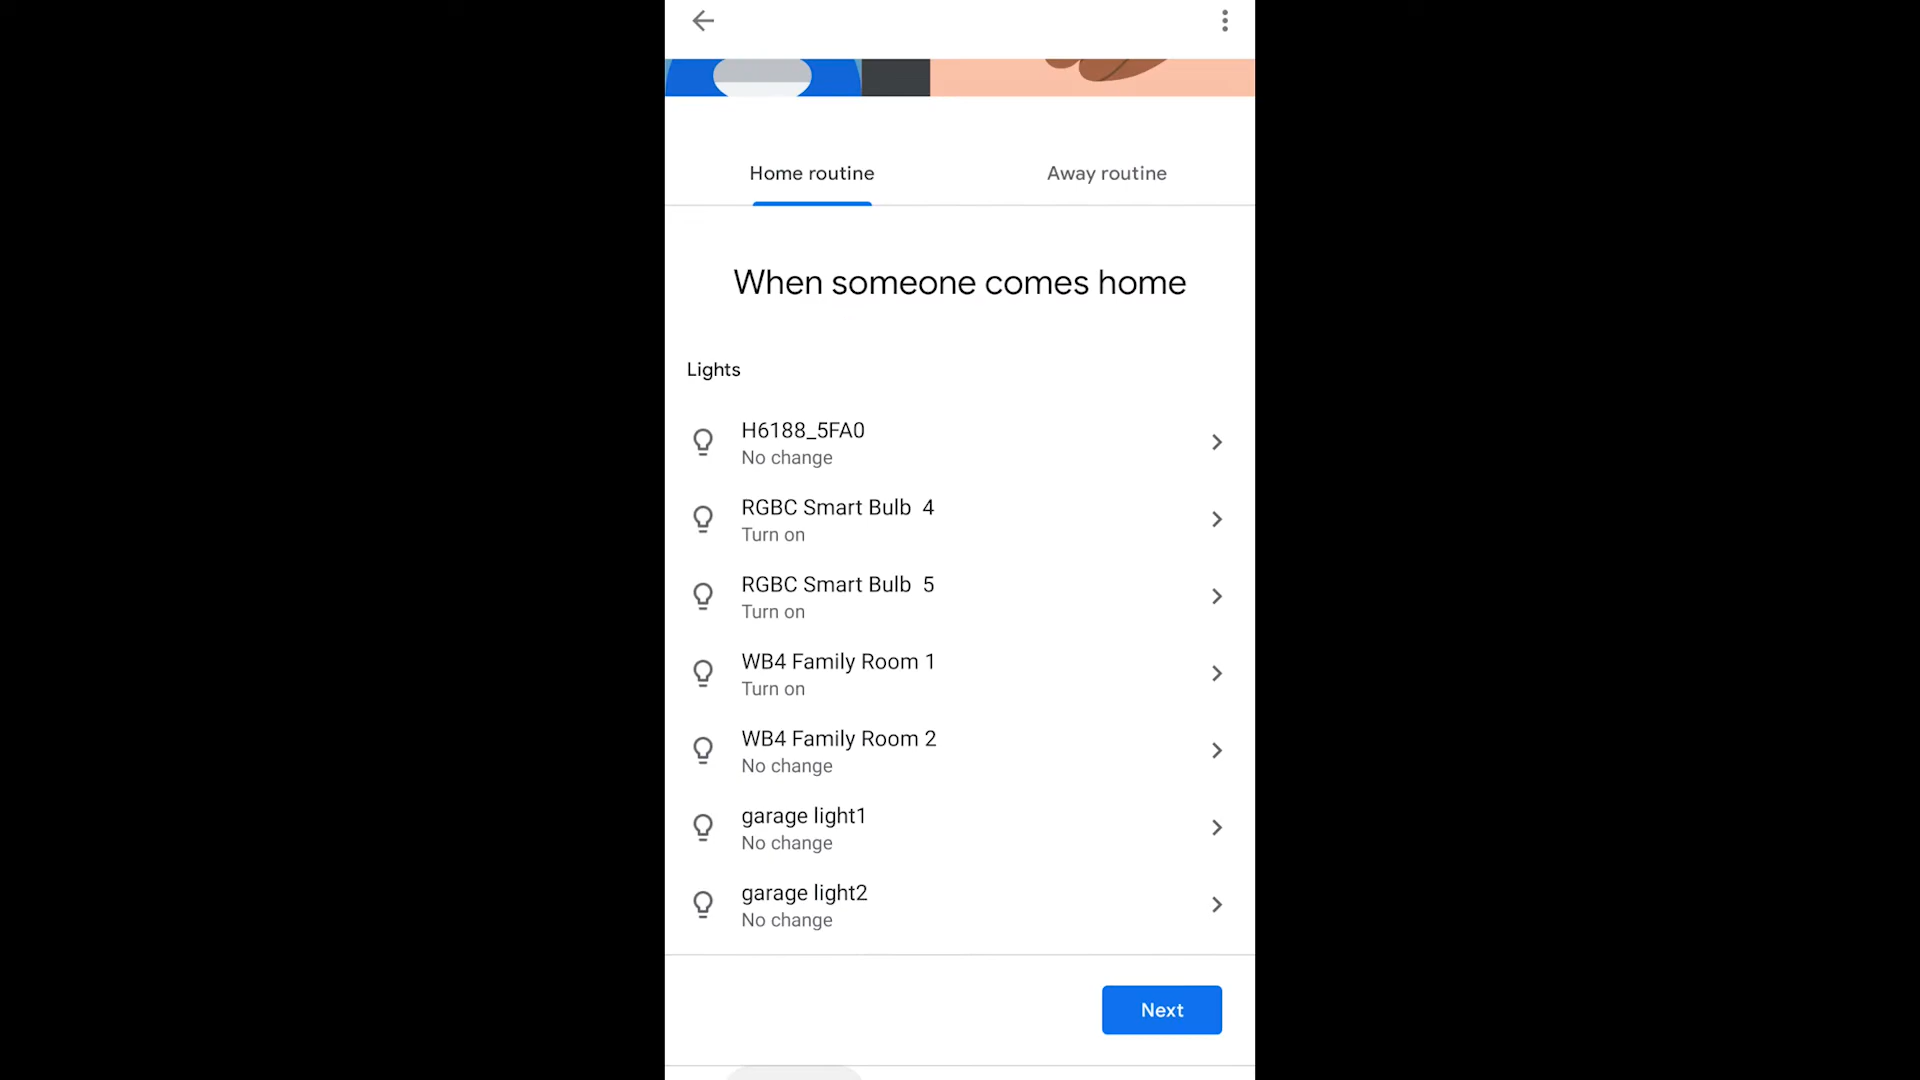 Home routine
Away routine
When someone comes home
Lights
H6188_5FA0
No change
RGBC Smart Bulb  4
Turn on
RGBC Smart Bulb  5
Turn on
WB4 Family Room 1
Turn on
WB4 Family Room 2
No change
garage light1
No change
garage light2
No change
Next